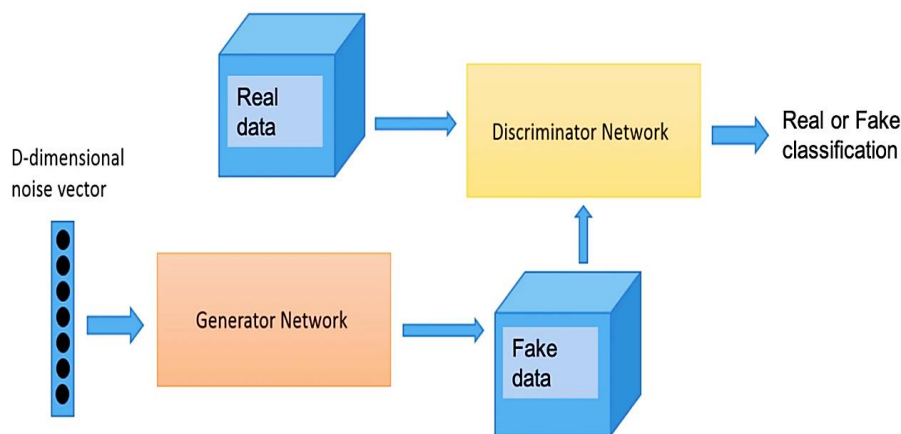 Real
data
Discriminator Network
Real or Fake
classification
D-dimensional
noise vector
Generator Network
Fake
data